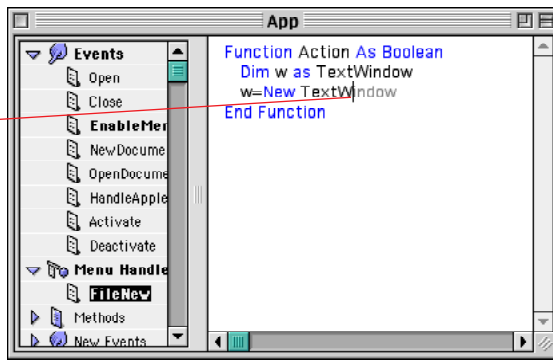 App
Events
Open
Close
EnableMen
NewDocume
OpenDocume
HandleApple
Activate
Deactivate
Menu Handle
FileNew
Methods
New Events
Function Action As Boolean
Dim w as TextWindow
w=New TextWindow
End Function